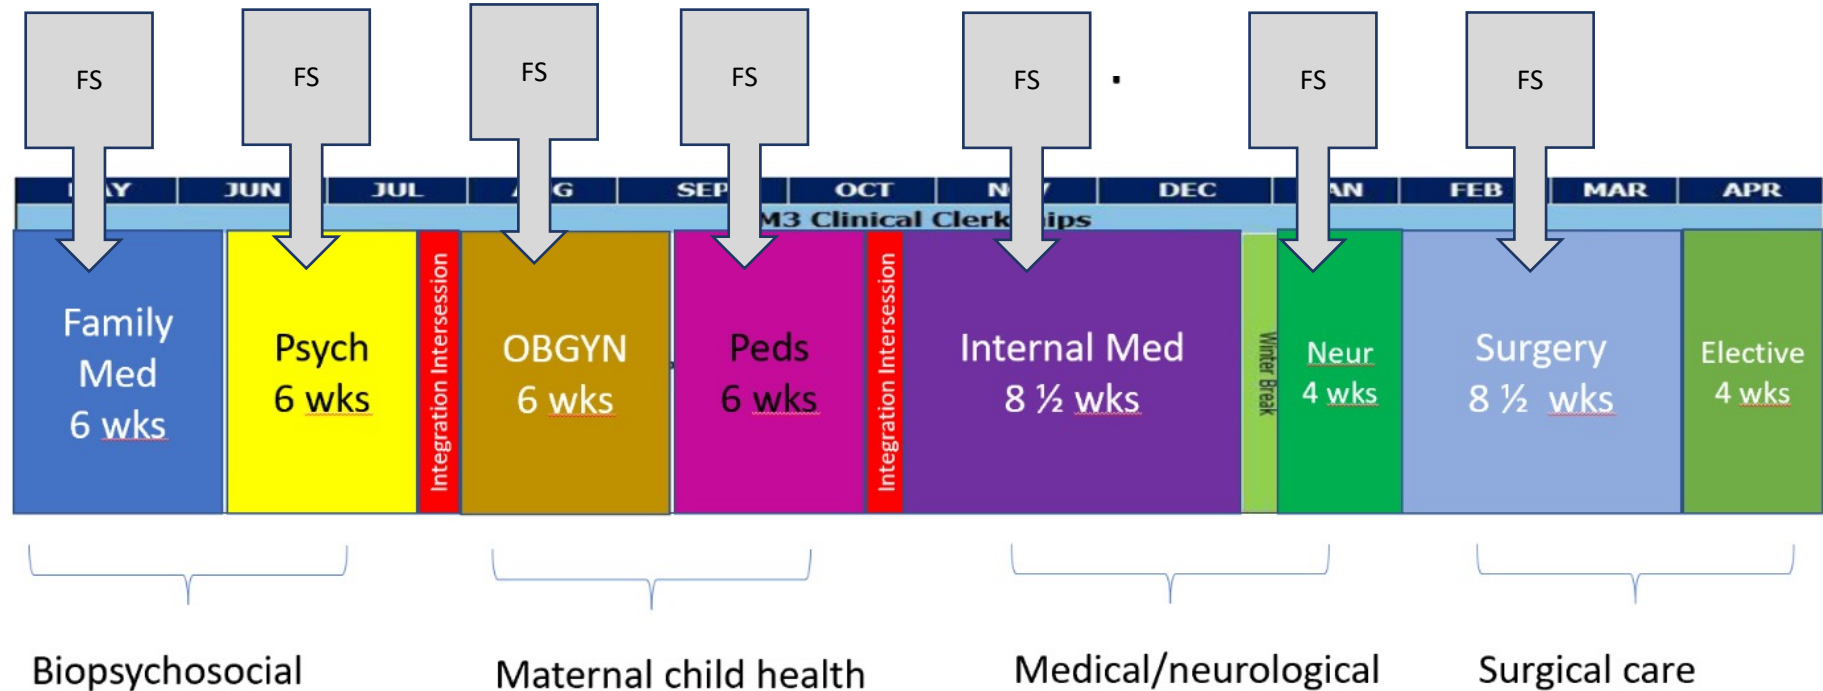 FS
FS
FS
FS
FS
.
FS
FS
JUN
JUL
SEP
OCT
DEC
FEB
MAR
APR
M3 Clinical
Family
Med
6 wks
Psych
6 wks
Integration Intersession
OBGYN
6 wks
Peds
6 wks
Integration Intersession
Internal Med
8 ½ wks
Winter Break
Neur
4 wks
Surgery
8 ½ wks
Elective
4 wks
Biopsychosocial
Maternal child health
Medical/neurological
Surgical care